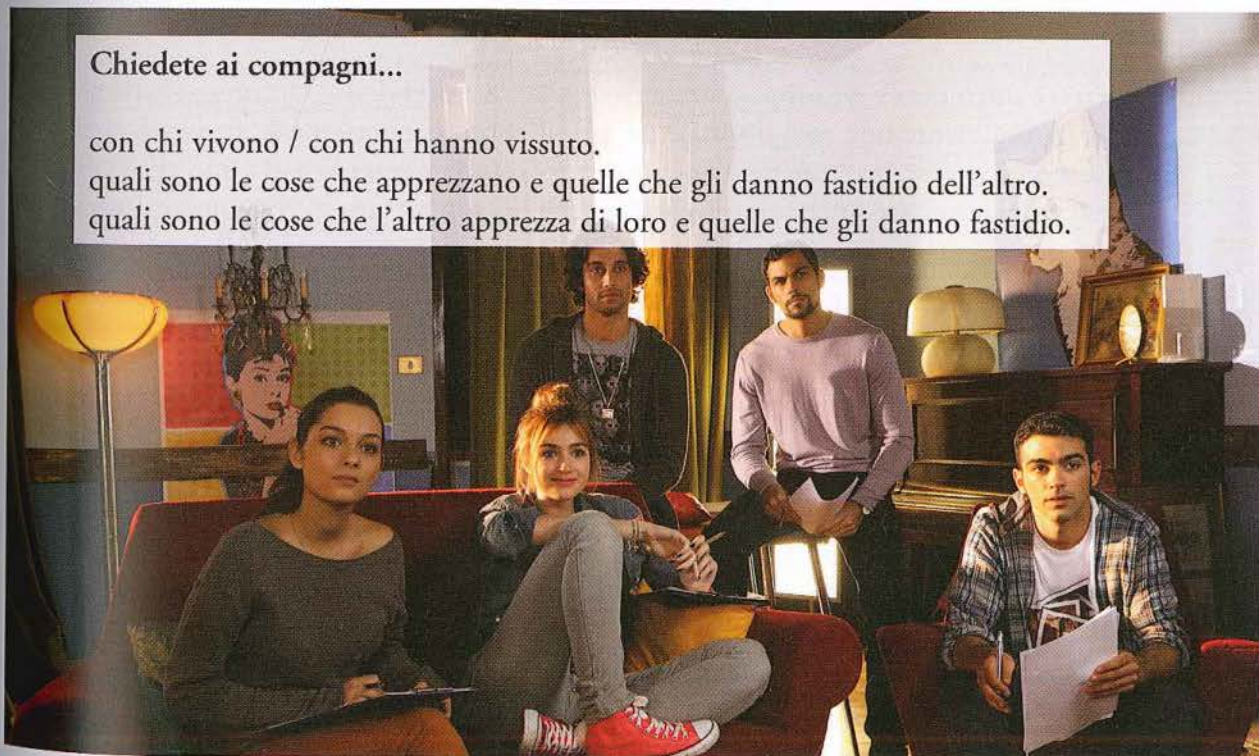 Chiedete ai compagni...
con chi vivono / con chi hanno vissuto.
quali sono le cose che apprezzano e quelle che gli danno fastidio dell'altro.
quali sono le cose che l'altro apprezza di loro e quelle che gli danno fastidio.